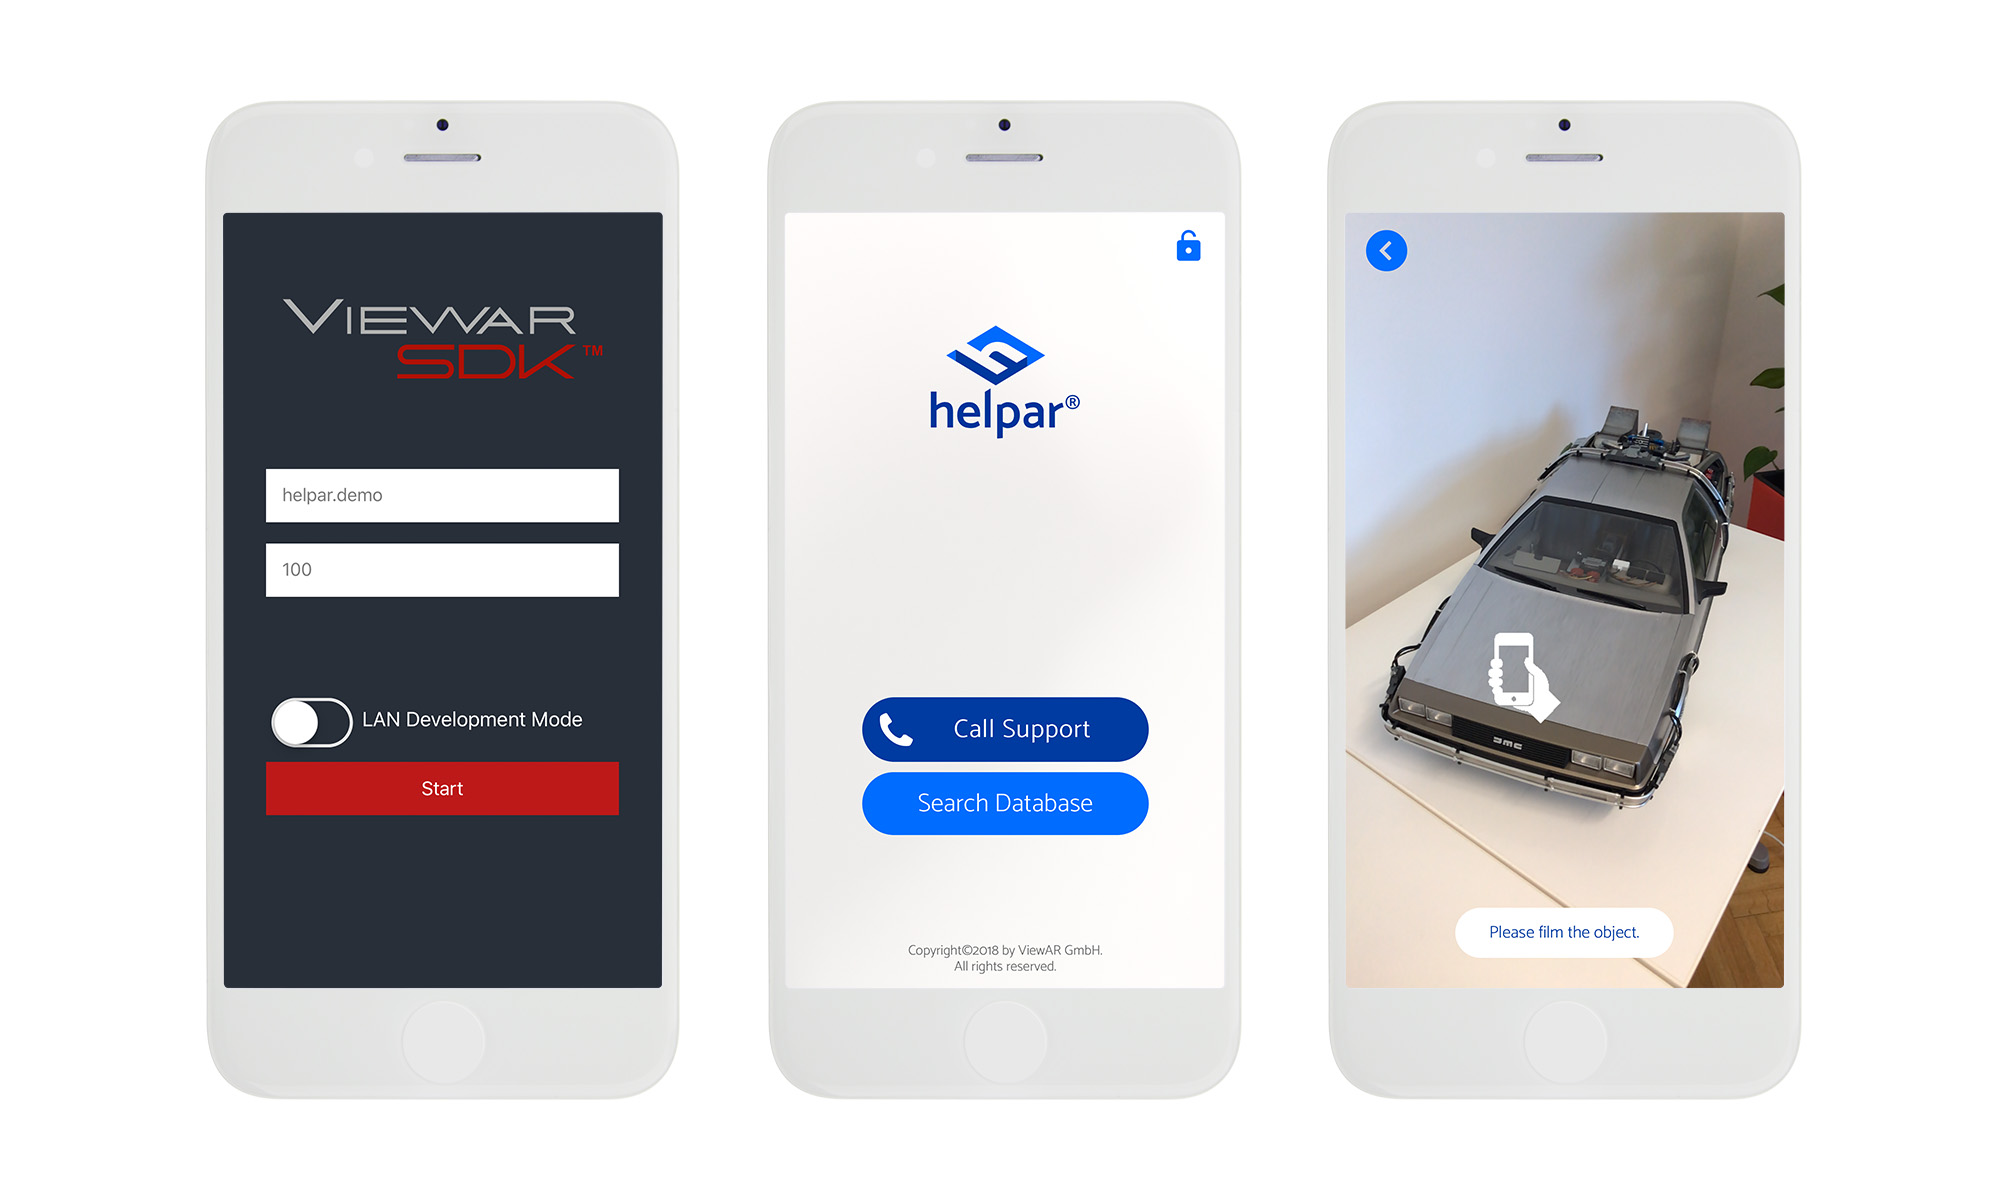 VIEWAR
SDK™
helpar.demo
100
LAN Development Mode
Start
helpar®
Call Support
Search Database
Copyright©2018 by ViewAR GmbH.
All rights reserved.
DMC
Please film the object.